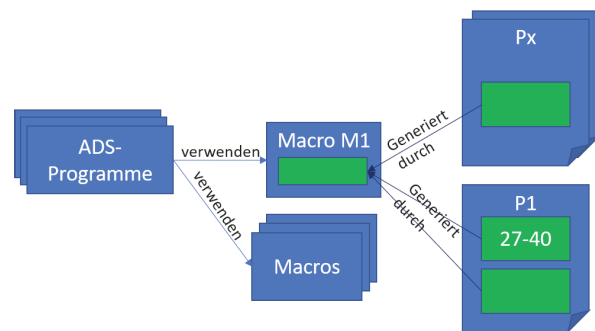 Px
ADS-
Programme
verwenden
Macro M1
Generiert
durch
verwenden
Macros
Generiert
durch
P1
27-40